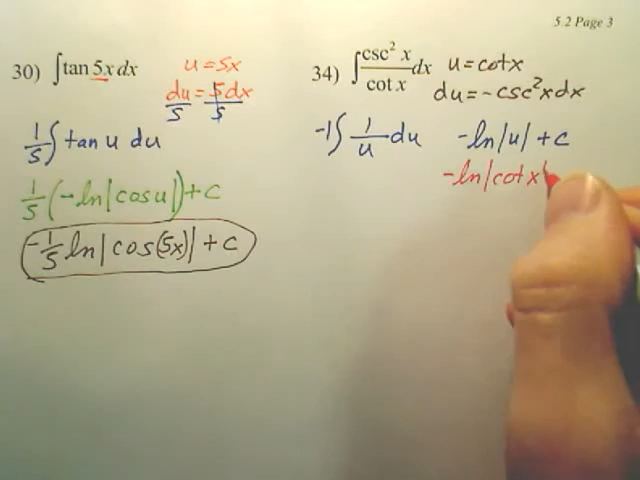 5.2 Page 3
30) ∫tan 5x dx u = 5x
du/5 = 5dx/5
1/5 ∫ tan u du
1/5 (-ln|cos u|) + c
-1/5 ln|cos(5x)| + c
34) ∫ csc² x / cot x dx u = cot x
du = -csc² x dx
-1 ∫ 1/u du -ln|u| + c
-ln|cot x|